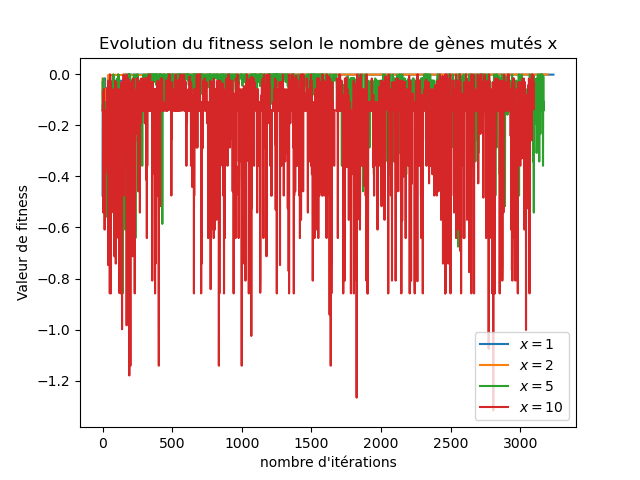 Evolution du fitness selon le nombre de gènes mutés x
0.0
−0.2
−0.4
−0.6
−0.8
−1.0
−1.2
Valeur de fitness
x = 1
x = 2
x = 5
x = 10
0 500 1000 1500 2000 2500 3000
nombre d'itérations